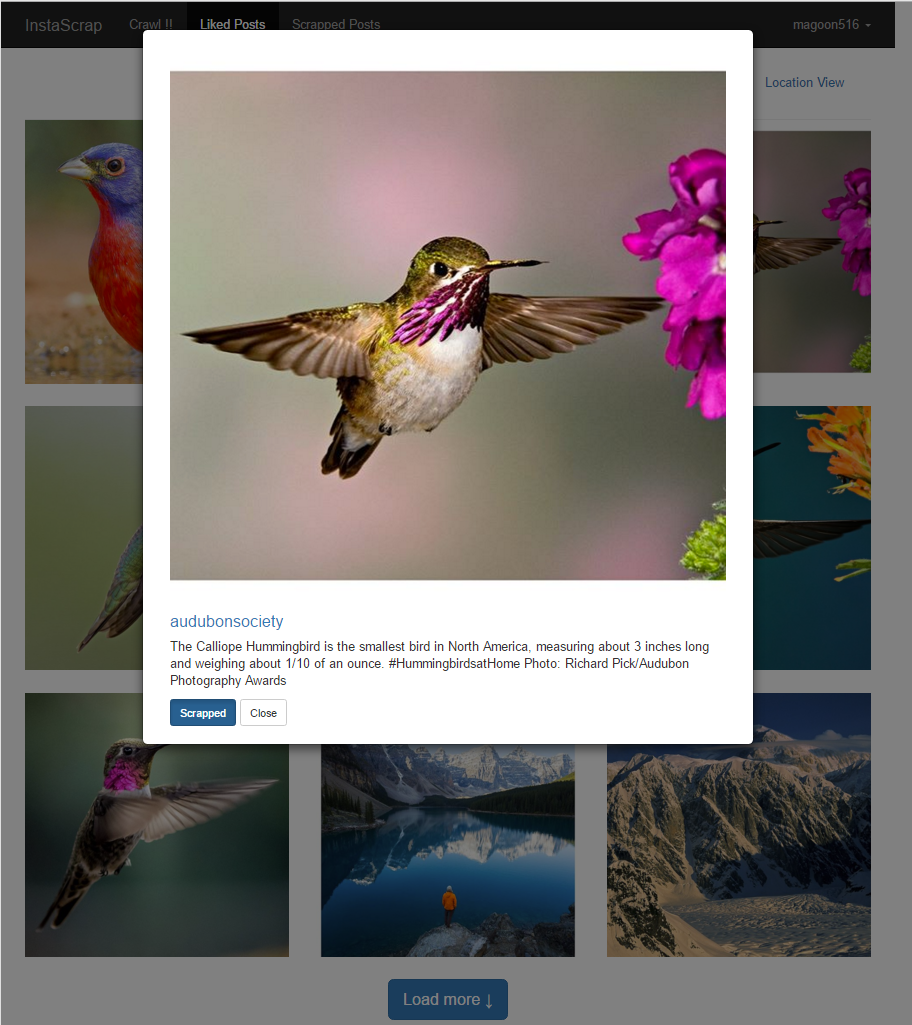 InstaScrap Crawl !! Liked Posts Scrapped Posts magoon516
Location View
audubonsociety
The Calliope Hummingbird is the smallest bird in North America, measuring about 3 inches long
and weighing about 1/10 of an ounce. #HummingbirdsatHome Photo: Richard Pick/Audubon
Photography Awards
Scrapped Close
Load more ↓